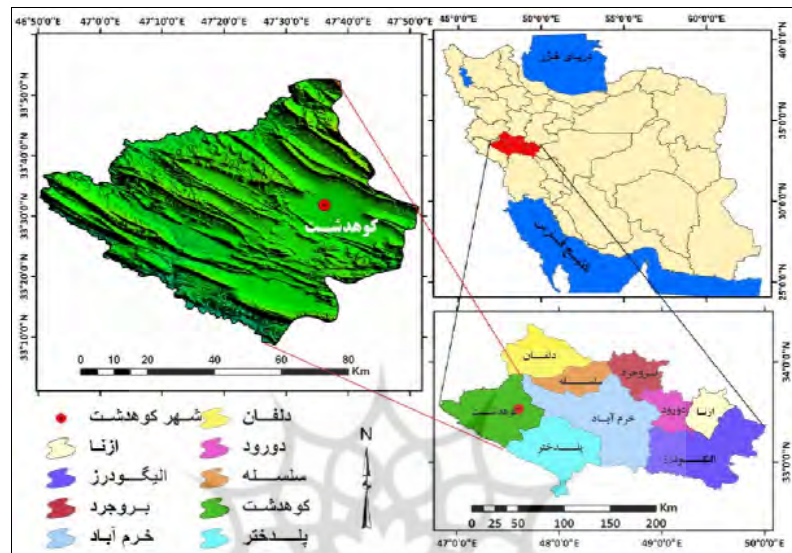 46°50'0"E 47°0'0"E 47°10'0"E 47°20'0"E 47°30'0"E 47°40'0"E 47°50'0"E
33°50'0"N
33°40'0"N
33°30'0"N
33°20'0"N
33°10'0"N
کوهدشت
0 10 20 40 60 80
Km
45°0'0"E 50°0'0"E 55°0'0"E 60°0'0"E
40°0'0"N
35°0'0"N
30°0'0"N
25°0'0"N
دریای خزر
خلیج فارس
دلفان
سلسله
بروجرد
کوهدشت
خرم آباد
دورود
ازنا
پلدختر
الیگودرز
34°0'0"N
33°0'0"N
0 25 50 100 150 200
Km
47°0'0"E 48°0'0"E 49°0'0"E 50°0'0"E
شهر کوهدشت
ازنا
الیگودرز
بروجرد
خرم آباد
دلفان
دورود
سلسله
کوهدشت
پلدختر
N